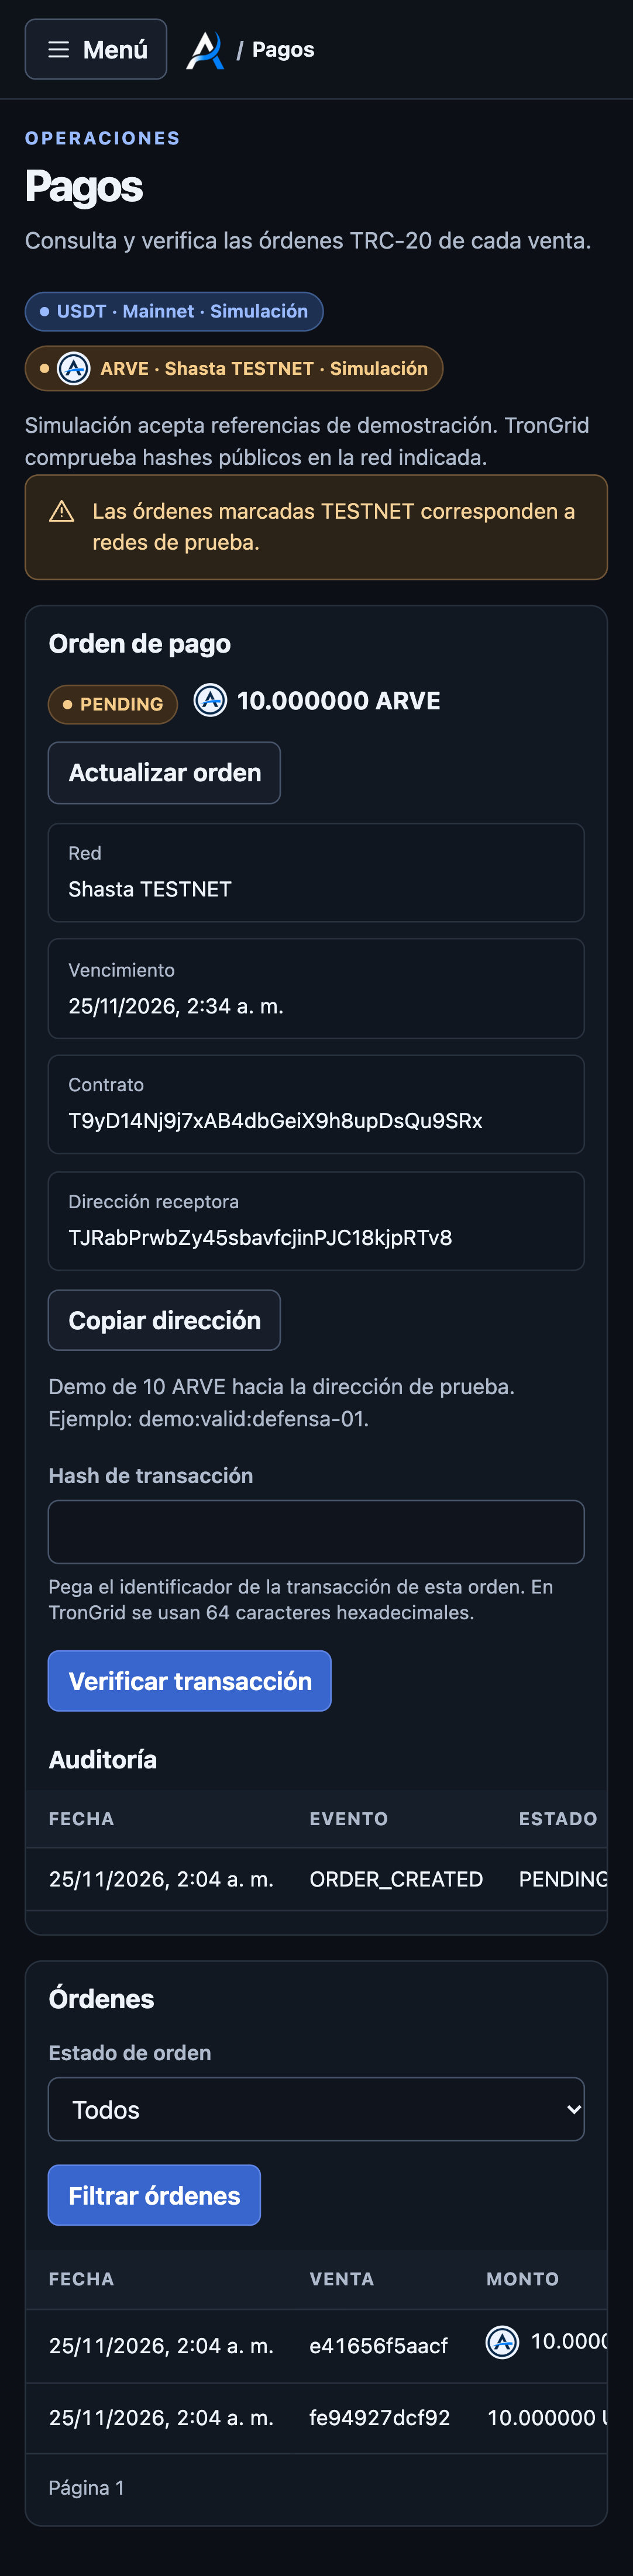 Menú / Pagos
OPERACIONES
Pagos
Consulta y verifica las órdenes TRC-20 de cada venta.
USDT · Mainnet · Simulación
ARVE · Shasta TESTNET · Simulación
Simulación acepta referencias de demostración. TronGrid
comprueba hashes públicos en la red indicada.
Las órdenes marcadas TESTNET corresponden a
redes de prueba.
Orden de pago
PENDING 10.000000 ARVE
Actualizar orden
Red
Shasta TESTNET
Vencimiento
25/11/2026, 2:34 a. m.
Contrato
T9yD14Nj9j7xAB4dbGeiX9h8upDsQu9SRx
Dirección receptora
TJRabPrwbZy45sbavfcjinPJC18kjpRTv8
Copiar dirección
Demo de 10 ARVE hacia la dirección de prueba.
Ejemplo: demo:valid:defensa-01.
Hash de transacción
Pega el identificador de la transacción de esta orden. En
TronGrid se usan 64 caracteres hexadecimales.
Verificar transacción
Auditoría
FECHA EVENTO ESTADO
25/11/2026, 2:04 a. m. ORDER_CREATED PENDING
Órdenes
Estado de orden
Todos
Filtrar órdenes
FECHA VENTA MONTO
25/11/2026, 2:04 a. m. e41656f5aacf 10.0000
25/11/2026, 2:04 a. m. fe94927dcf92 10.000000
Página 1